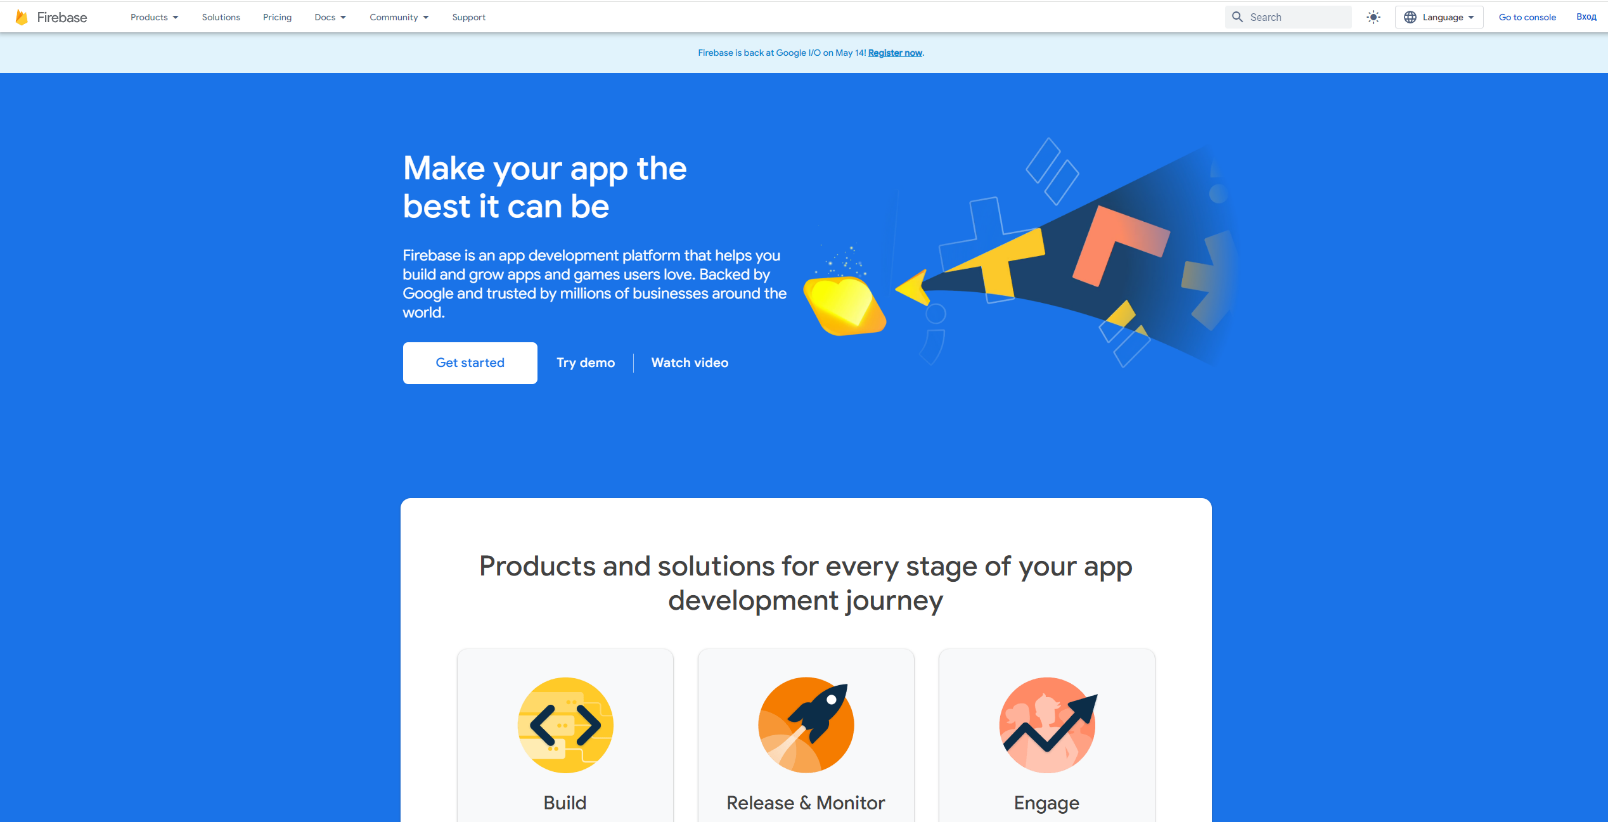 Firebase Products Solutions Pricing Docs Community Support Search Language Go to console Вход
Firebase is back at Google I/O on May 14! Register now.
Make your app the
best it can be
Firebase is an app development platform that helps you
build and grow apps and games users love. Backed by
Google and trusted by millions of businesses around the
world.
Get started Try demo Watch video
Products and solutions for every stage of your app
development journey
Build Release & Monitor Engage